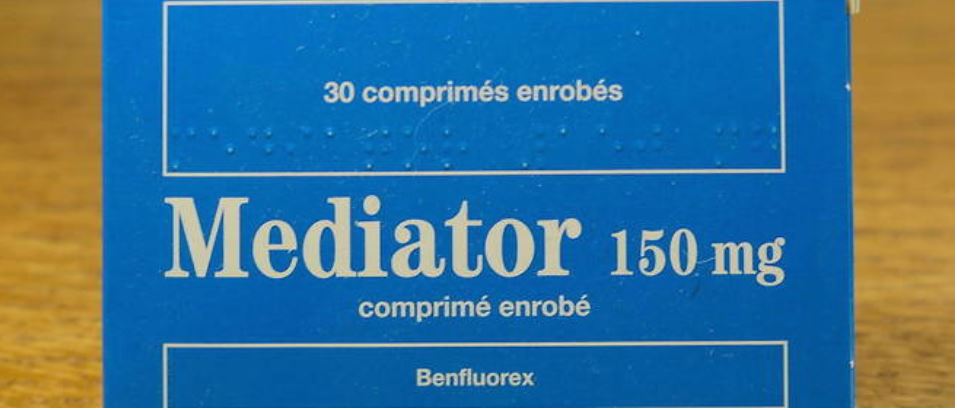 30 comprimés enrobés
Mediator 150 mg
comprimé enrobé
Benfluorex